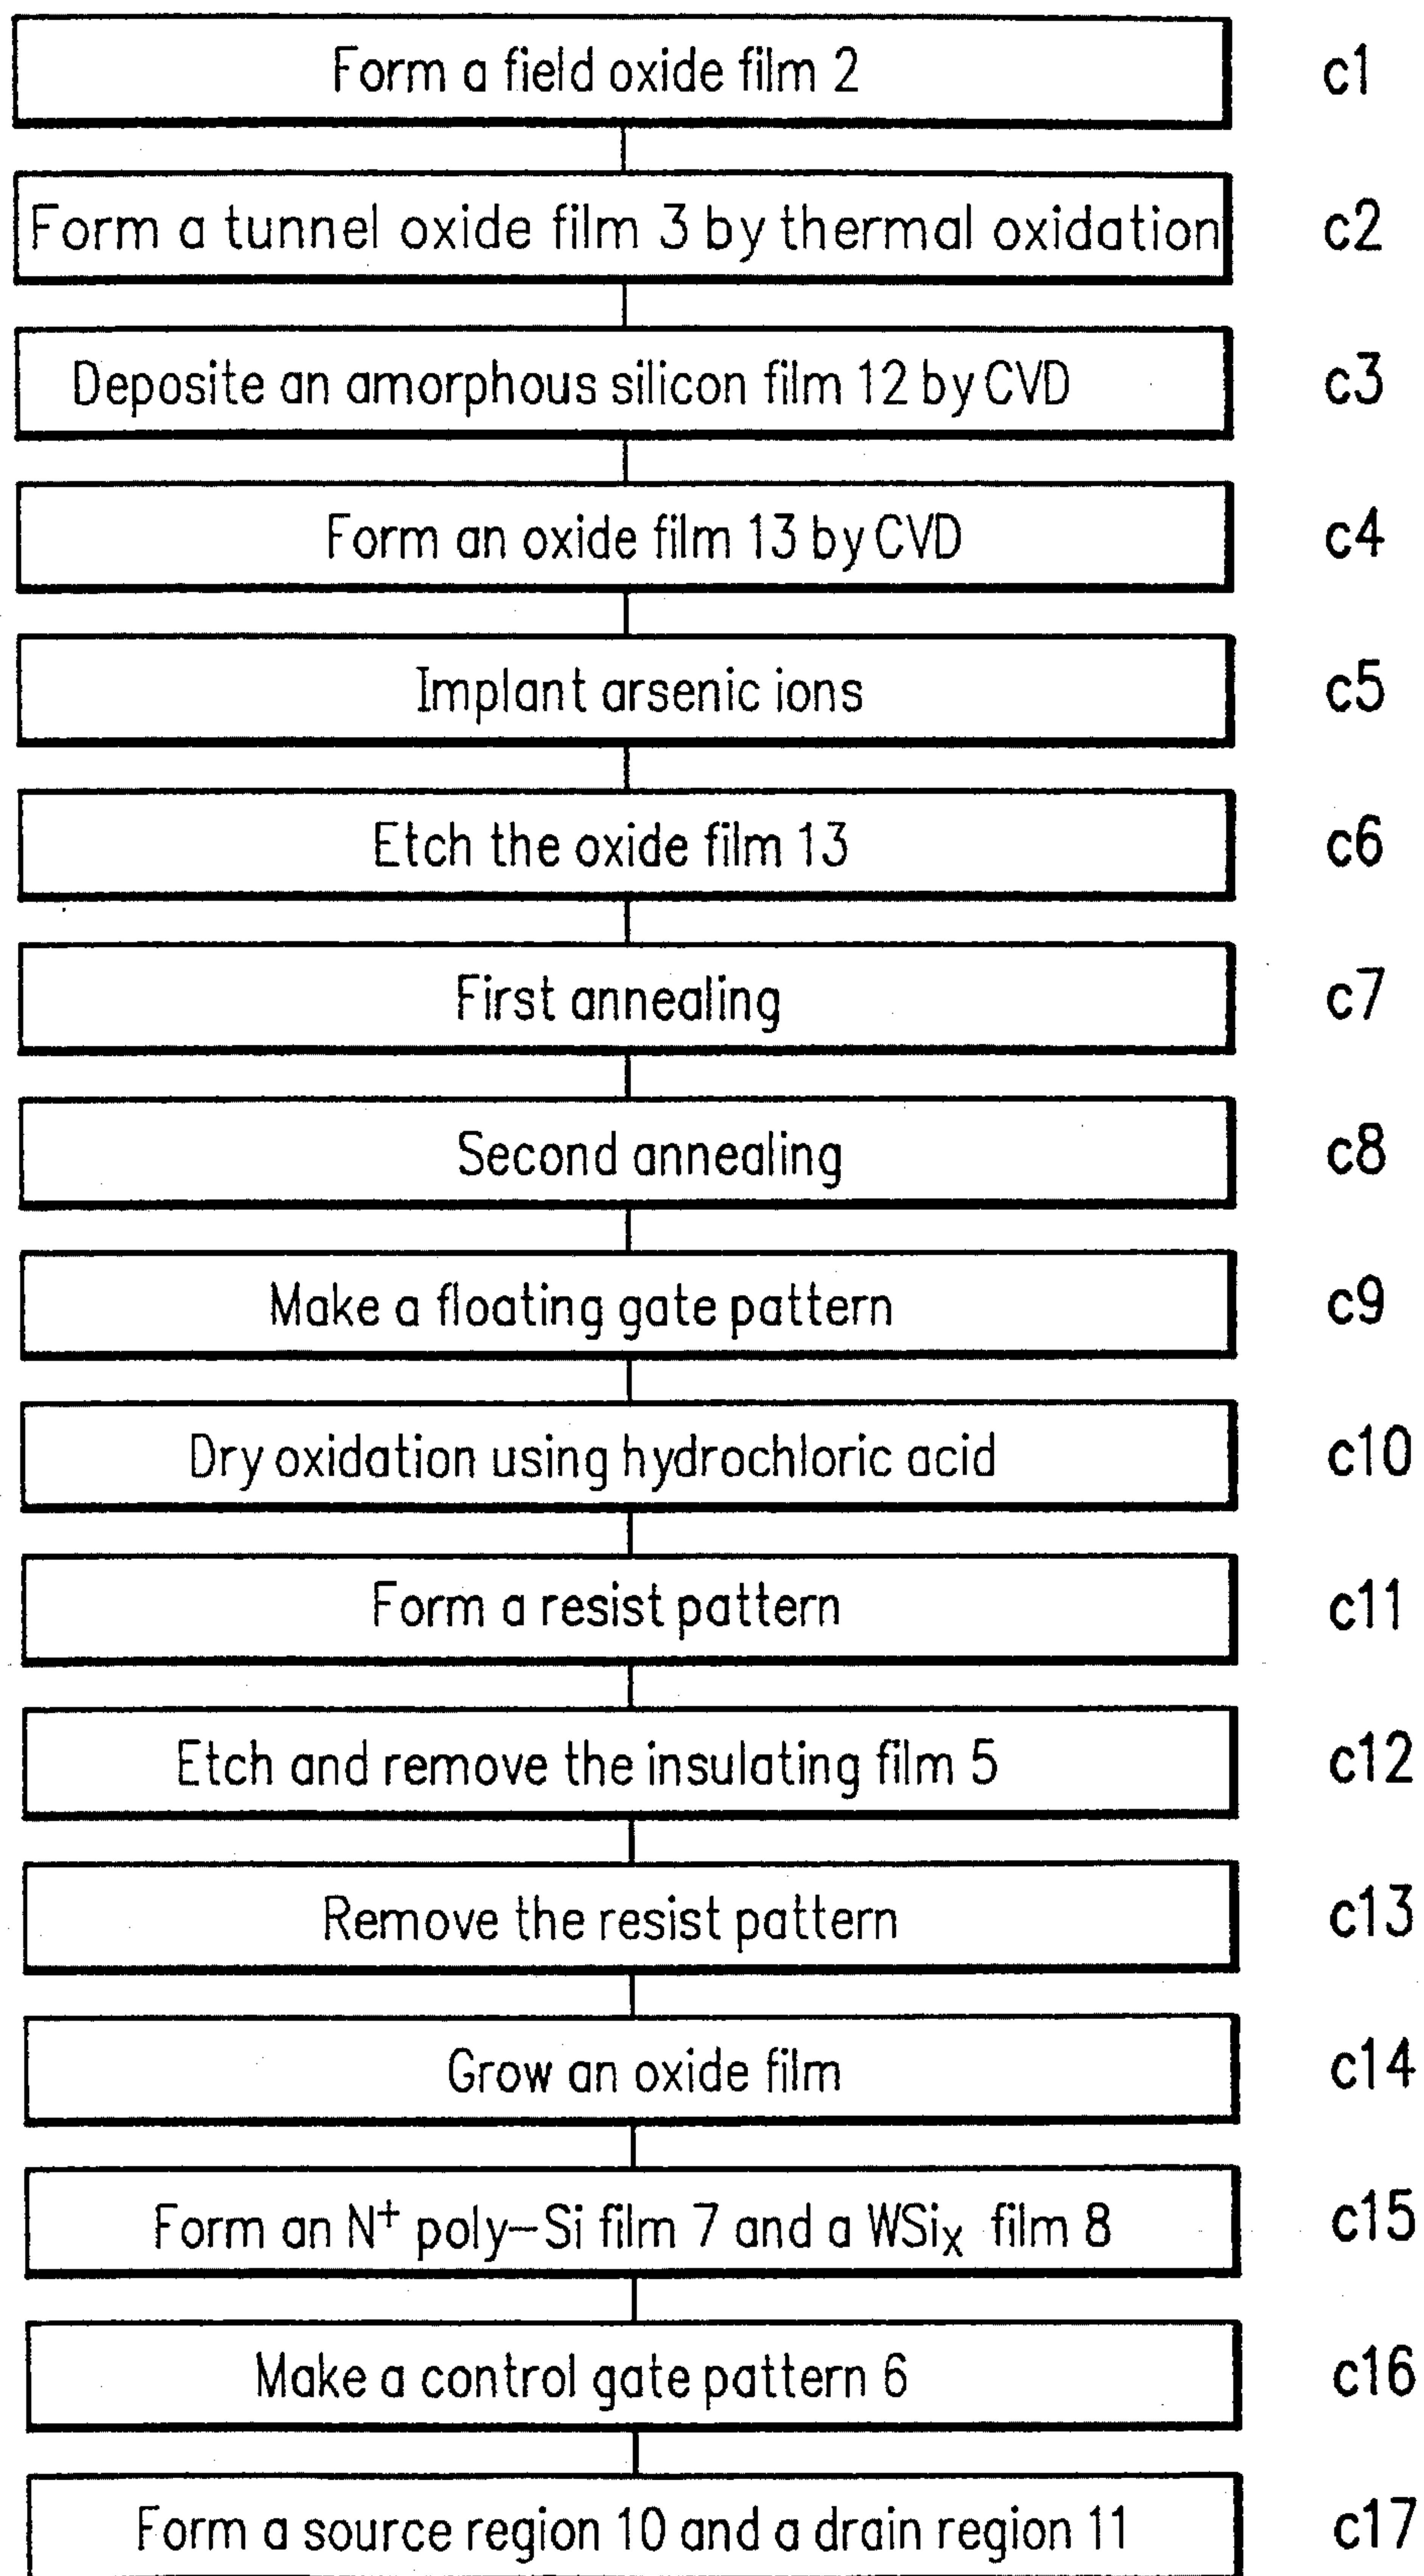 Form a field oxide film 2 c1
Form a tunnel oxide film 3 by thermal oxidation c2
Deposite an amorphous silicon film 12 by CVD c3
Form an oxide film 13 by CVD c4
Implant arsenic ions c5
Etch the oxide film 13 c6
First annealing c7
Second annealing c8
Make a floating gate pattern c9
Dry oxidation using hydrochloric acid c10
Form a resist pattern c11
Etch and remove the insulating film 5 c12
Remove the resist pattern c13
Grow an oxide film c14
Form an N⁺ poly-Si film 7 and a WSiₓ film 8 c15
Make a control gate pattern 6 c16
Form a source region 10 and a drain region 11 c17